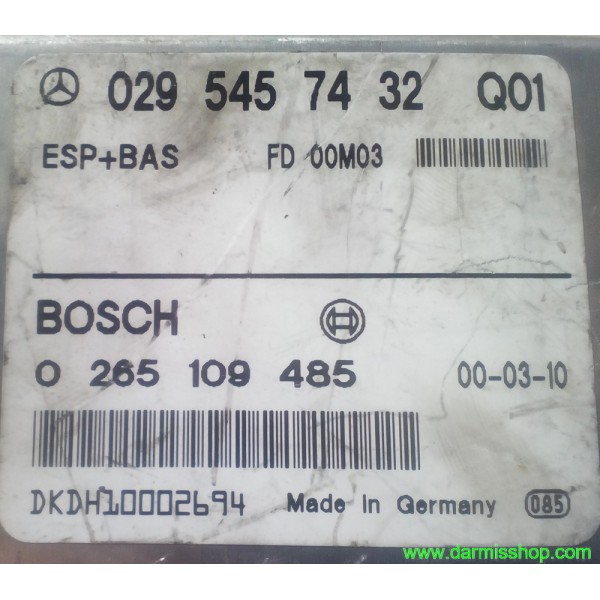 029 545 74 32 Q01
ESP+BAS FD 00M03
BOSCH
0 265 109 485 00-03-10
DKDH10002694 Made In Germany 085
www.darmisshop.com